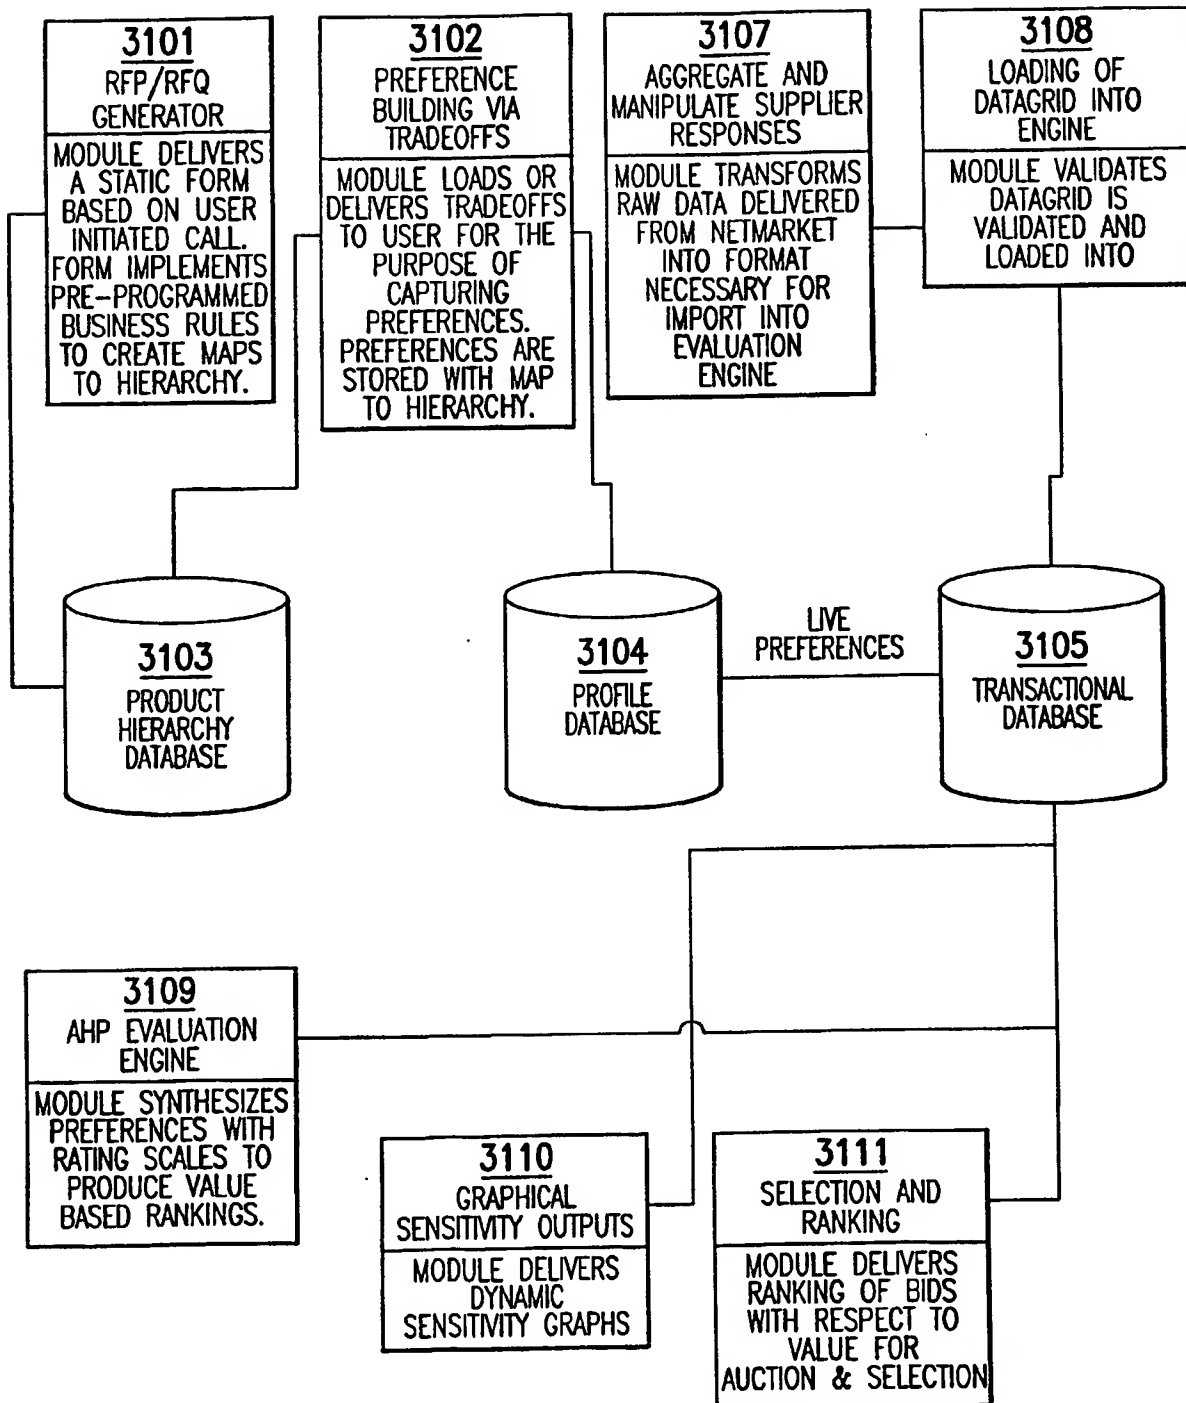 3101
RFP/RFQ
GENERATOR
MODULE DELIVERS
A STATIC FORM
BASED ON USER
INITIATED CALL.
FORM IMPLEMENTS
PRE-PROGRAMMED
BUSINESS RULES
TO CREATE MAPS
TO HIERARCHY.
3102
PREFERENCE
BUILDING VIA
TRADEOFFS
MODULE LOADS OR
DELIVERS TRADEOFFS
TO USER FOR THE
PURPOSE OF
CAPTURING
PREFERENCES.
PREFERENCES ARE
STORED WITH MAP
TO HIERARCHY.
3107
AGGREGATE AND
MANIPULATE SUPPLIER
RESPONSES
MODULE TRANSFORMS
RAW DATA DELIVERED
FROM NETMARKET
INTO FORMAT
NECESSARY FOR
IMPORT INTO
EVALUATION
ENGINE
3108
LOADING OF
DATAGRID INTO
ENGINE
MODULE VALIDATES
DATAGRID IS
VALIDATED AND
LOADED INTO
3103
PRODUCT
HIERARCHY
DATABASE
3104
PROFILE
DATABASE
LIVE
PREFERENCES
3105
TRANSACTIONAL
DATABASE
3109
AHP EVALUATION
ENGINE
MODULE SYNTHESIZES
PREFERENCES WITH
RATING SCALES TO
PRODUCE VALUE
BASED RANKINGS.
3110
GRAPHICAL
SENSITIVITY OUTPUTS
MODULE DELIVERS
DYNAMIC
SENSITIVITY GRAPHS
3111
SELECTION AND
RANKING
MODULE DELIVERS
RANKING OF BIDS
WITH RESPECT TO
VALUE FOR
AUCTION & SELECTION